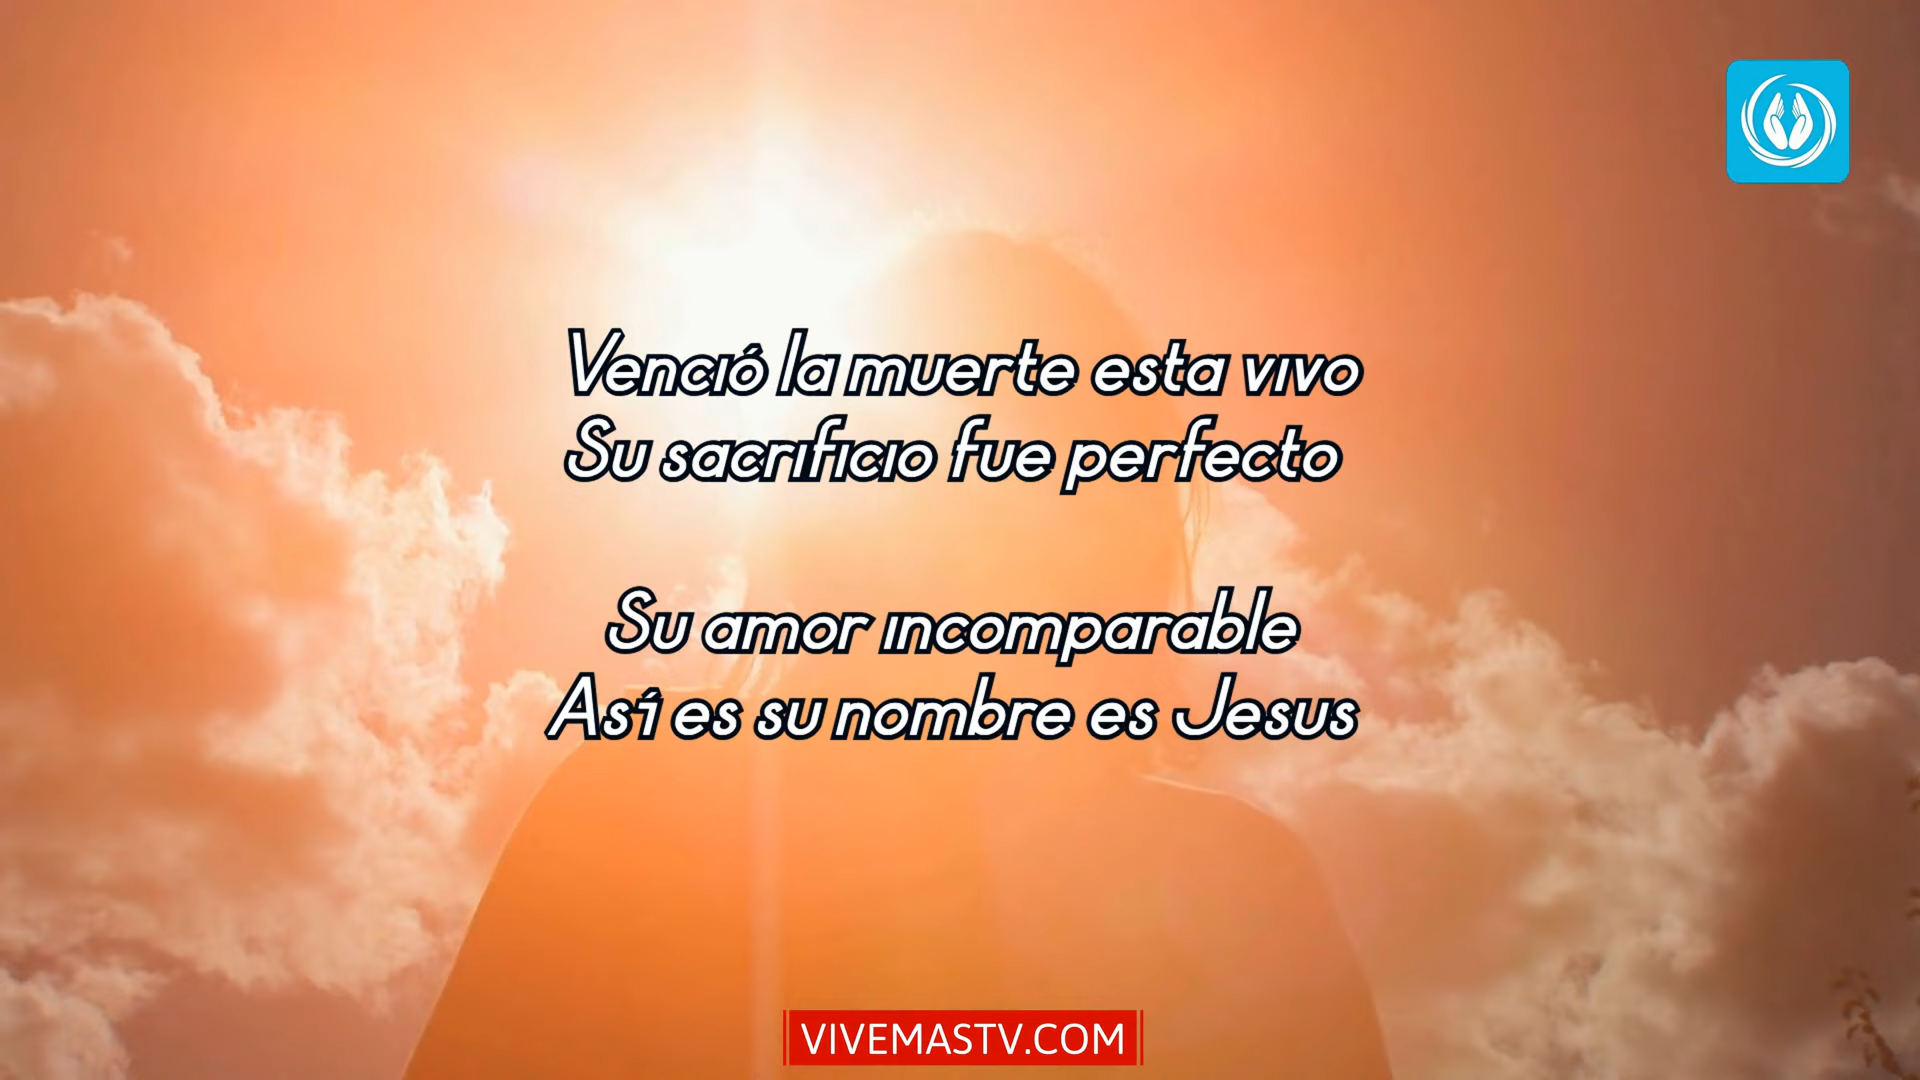 Venció la muerte esta vivo
Su sacrificio fue perfecto
Su amor incomparable
Así es su nombre es Jesus
VIVEMASTV.COM